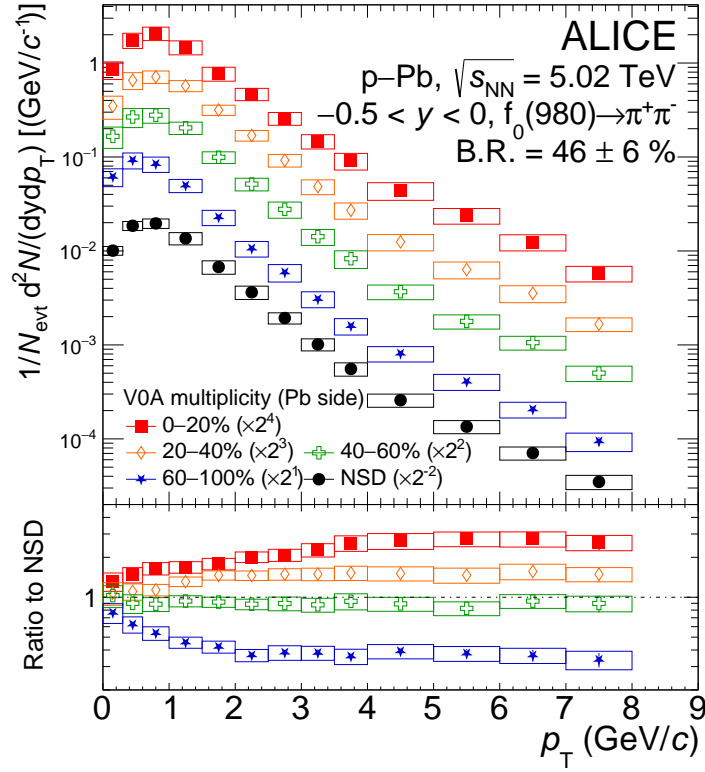 ALICE
p–Pb, √s_NN = 5.02 TeV
−0.5 < y < 0, f₀(980)→π⁺π⁻
B.R. = 46 ± 6 %
1/N_evt d²N/(dydp_T) [(GeV/c⁻¹)]
1
10⁻¹
10⁻²
10⁻³
10⁻⁴
V0A multiplicity (Pb side)
0–20% (×2⁴)
20–40% (×2³) 40–60% (×2²)
60–100% (×2¹) NSD (×2⁻²)
Ratio to NSD
1
0 1 2 3 4 5 6 7 8 9
p_T (GeV/c)